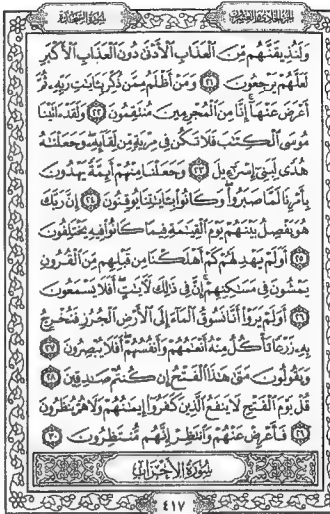 الجزء الحادي والعشرون سورة السجدة
وَلَنُذِيقَنَّهُم مِّنَ ٱلْعَذَابِ ٱلْأَدْنَىٰ دُونَ ٱلْعَذَابِ ٱلْأَكْبَرِ
لَعَلَّهُمْ يَرْجِعُونَ ٢١ وَمَنْ أَظْلَمُ مِمَّن ذُكِّرَ بِـَٔايَٰتِ رَبِّهِۦ ثُمَّ
أَعْرَضَ عَنْهَآ إِنَّا مِنَ ٱلْمُجْرِمِينَ مُنتَقِمُونَ ٢٢ وَلَقَدْ ءَاتَيْنَا
مُوسَى ٱلْكِتَٰبَ فَلَا تَكُن فِى مِرْيَةٍ مِّن لِّقَآئِهِۦ وَجَعَلْنَٰهُ
هُدًى لِّبَنِىٓ إِسْرَٰٓءِيلَ ٢٣ وَجَعَلْنَا مِنْهُمْ أَئِمَّةً يَهْدُونَ
بِأَمْرِنَا لَمَّا صَبَرُوا۟ وَكَانُوا۟ بِـَٔايَٰتِنَا يُوقِنُونَ ٢٤ إِنَّ رَبَّكَ
هُوَ يَفْصِلُ بَيْنَهُمْ يَوْمَ ٱلْقِيَٰمَةِ فِيمَا كَانُوا۟ فِيهِ يَخْتَلِفُونَ
٢٥ أَوَلَمْ يَهْدِ لَهُمْ كَمْ أَهْلَكْنَا مِن قَبْلِهِم مِّنَ ٱلْقُرُونِ
يَمْشُونَ فِى مَسَٰكِنِهِمْ إِنَّ فِى ذَٰلِكَ لَـَٔايَٰتٍ أَفَلَا يَسْمَعُونَ
٢٦ أَوَلَمْ يَرَوْا۟ أَنَّا نَسُوقُ ٱلْمَآءَ إِلَى ٱلْأَرْضِ ٱلْجُرُزِ فَنُخْرِجُ
بِهِۦ زَرْعًا تَأْكُلُ مِنْهُ أَنْعَٰمُهُمْ وَأَنفُسُهُمْ أَفَلَا يُبْصِرُونَ ٢٧
وَيَقُولُونَ مَتَىٰ هَٰذَا ٱلْفَتْحُ إِن كُنتُمْ صَٰدِقِينَ ٢٨
قُلْ يَوْمَ ٱلْفَتْحِ لَا يَنفَعُ ٱلَّذِينَ كَفَرُوٓا۟ إِيمَٰنُهُمْ وَلَا هُمْ يُنظَرُونَ
٢٩ فَأَعْرِضْ عَنْهُمْ وَٱنتَظِرْ إِنَّهُم مُّنتَظِرُونَ ٣٠
سُورَةُ الأحزاب
٤١٧